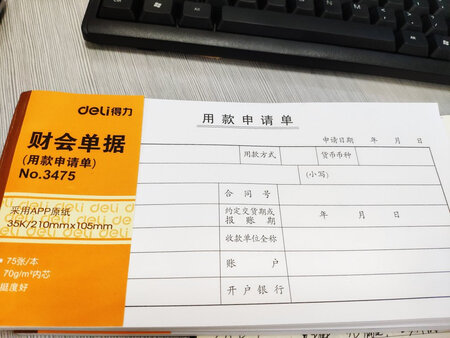 deli得力
财会单据
(用款申请单)
No.3475
采用APP原纸
35K/210mmx105mm
75张/本
70g/m²内芯
挺度好
用款申请单
申请日期 年 月 日
用款方式 货币币种
(小写)
合同号
约定交货期或
报账期 年 月 日
收款单位全称
账户
开户银行